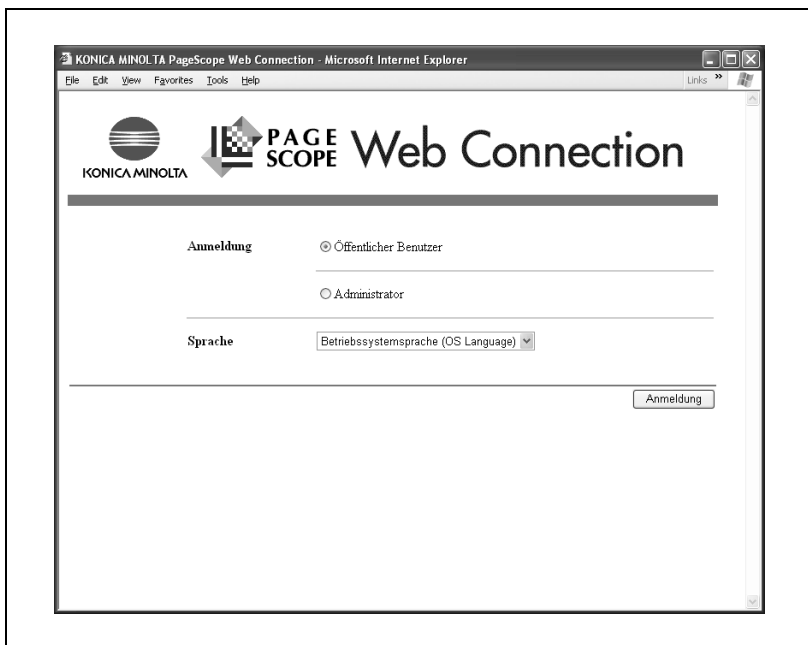 KONICA MINOLTA PageScope Web Connection - Microsoft Internet Explorer
File Edit View Favorites Tools Help Links »
KONICA MINOLTA
PAGE SCOPE Web Connection
Anmeldung Öffentlicher Benutzer
Administrator
Sprache Betriebssystemsprache (OS Language)
Anmeldung